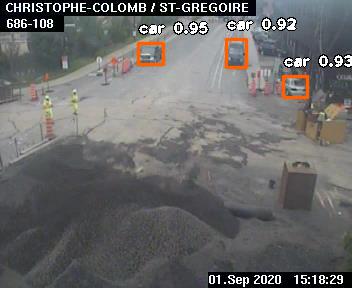 CHRISTOPHE-COLOMB / ST-GREGOIRE
686-108
car 0.95
car 0.92
car 0.93
01.Sep 2020 15:18:29